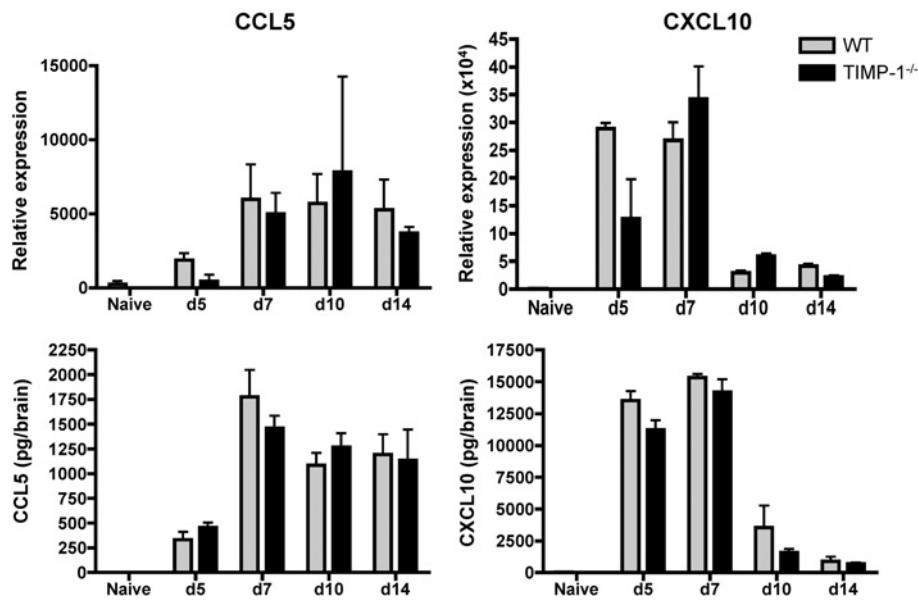 CCL5
CXCL10
WT
TIMP-1-/-
Relative expression
15000
10000
5000
0
Naive d5 d7 d10 d14
Relative expression (x10⁴)
45
40
35
30
25
20
15
10
5
0
Naive d5 d7 d10 d14
CCL5 (pg/brain)
2250
2000
1750
1500
1250
1000
750
500
250
0
Naive d5 d7 d10 d14
CXCL10 (pg/brain)
17500
15000
12500
10000
7500
5000
2500
0
Naive d5 d7 d10 d14